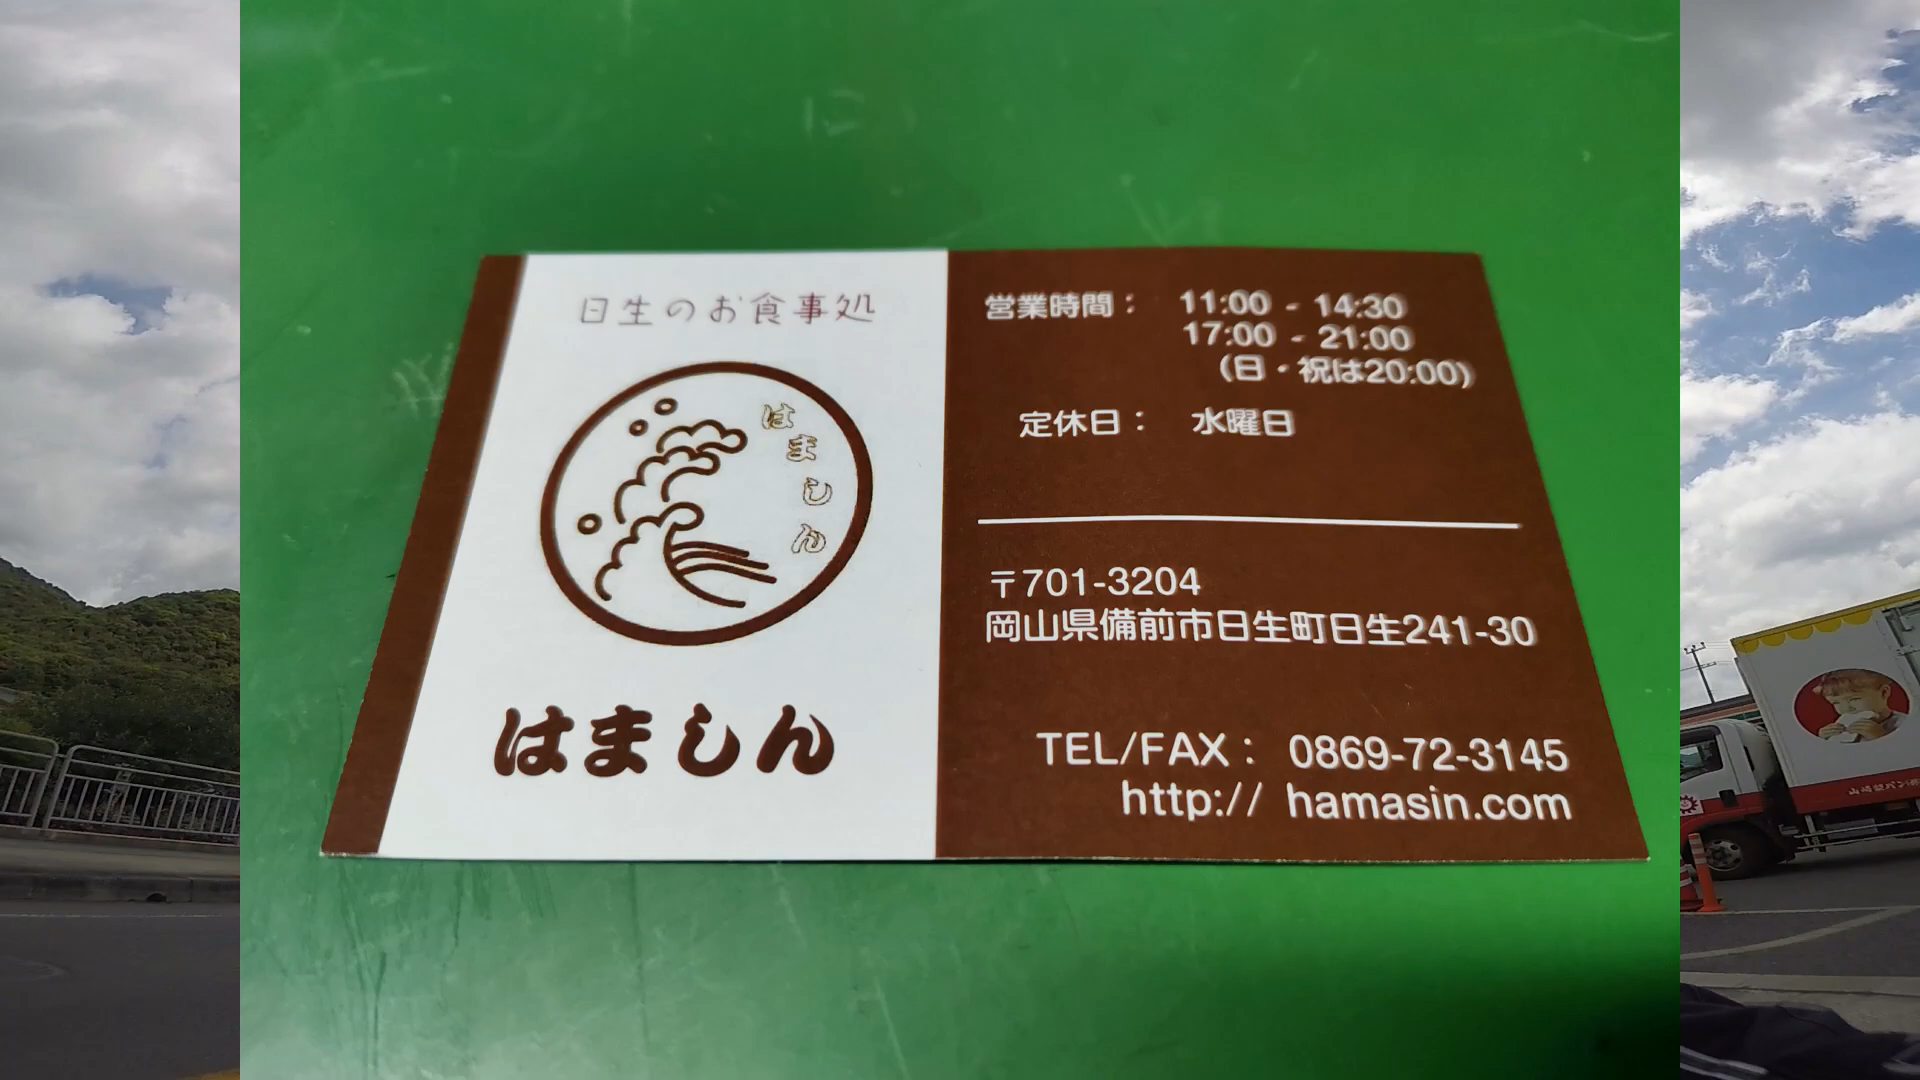 日生のお食事処
はましん
はましん
営業時間： 11:00 - 14:30
17:00 - 21:00
(日・祝は20:00)
定休日： 水曜日
〒701-3204
岡山県備前市日生町日生241-30
TEL/FAX： 0869-72-3145
http:// hamasin.com